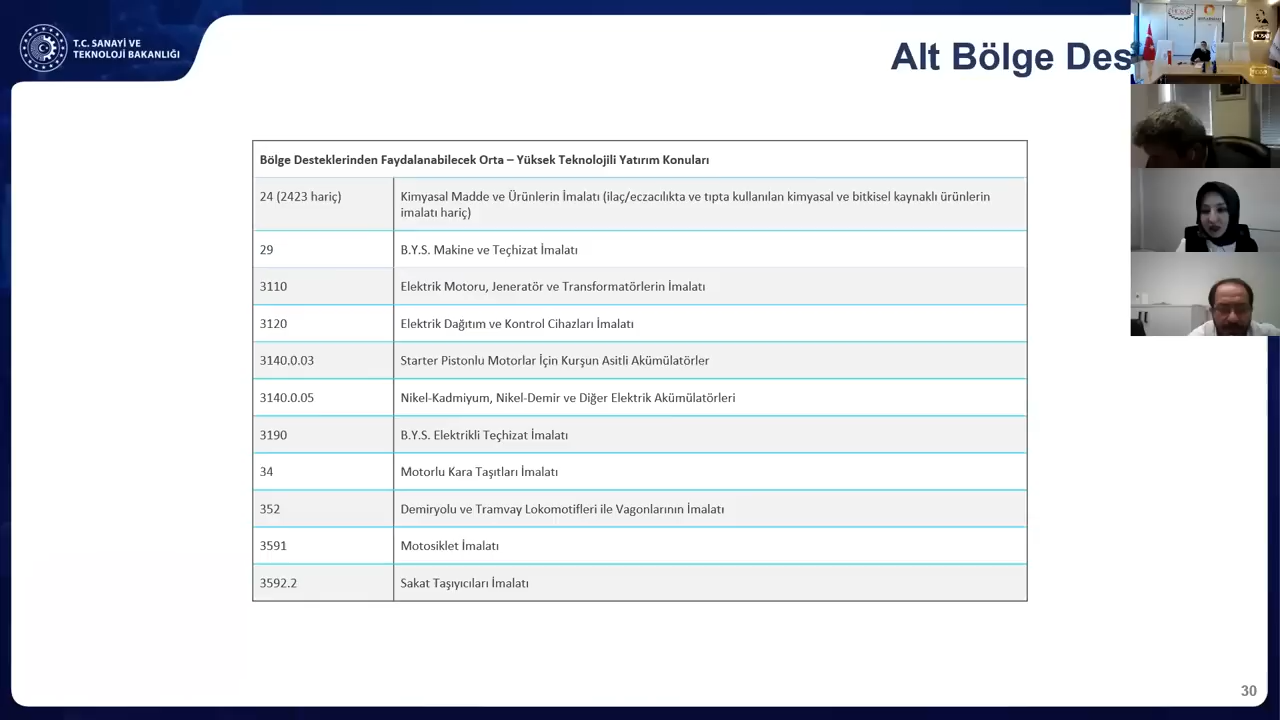 T.C. SANAYİ VE
TEKNOLOJİ BAKANLIĞI
Alt Bölge Des
Bölge Desteklerinden Faydalanabilecek Orta – Yüksek Teknolojili Yatırım Konuları
24 (2423 hariç)
Kimyasal Madde ve Ürünlerin İmalatı (ilaç/eczacılıkta ve tıpta kullanılan kimyasal ve bitkisel kaynaklı ürünlerin
imalatı hariç)
29
B.Y.S. Makine ve Teçhizat İmalatı
3110
Elektrik Motoru, Jeneratör ve Transformatörlerin İmalatı
3120
Elektrik Dağıtım ve Kontrol Cihazları İmalatı
3140.0.03
Starter Pistonlu Motorlar İçin Kurşun Asitli Akümülatörler
3140.0.05
Nikel-Kadmiyum, Nikel-Demir ve Diğer Elektrik Akümülatörleri
3190
B.Y.S. Elektrikli Teçhizat İmalatı
34
Motorlu Kara Taşıtları İmalatı
352
Demiryolu ve Tramvay Lokomotifleri ile Vagonlarının İmalatı
3591
Motosiklet İmalatı
3592.2
Sakat Taşıyıcıları İmalatı
30